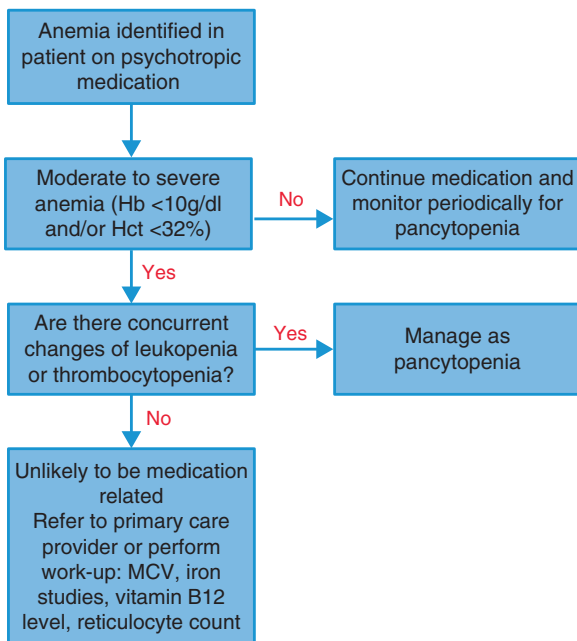 Anemia identified in
patient on psychotropic
medication
Moderate to severe
anemia (Hb <10g/dl
and/or Hct <32%)
No
Continue medication and
monitor periodically for
pancytopenia
Yes
Are there concurrent
changes of leukopenia
or thrombocytopenia?
Yes
Manage as
pancytopenia
No
Unlikely to be medication
related
Refer to primary care
provider or perform
work-up: MCV, iron
studies, vitamin B12
level, reticulocyte count